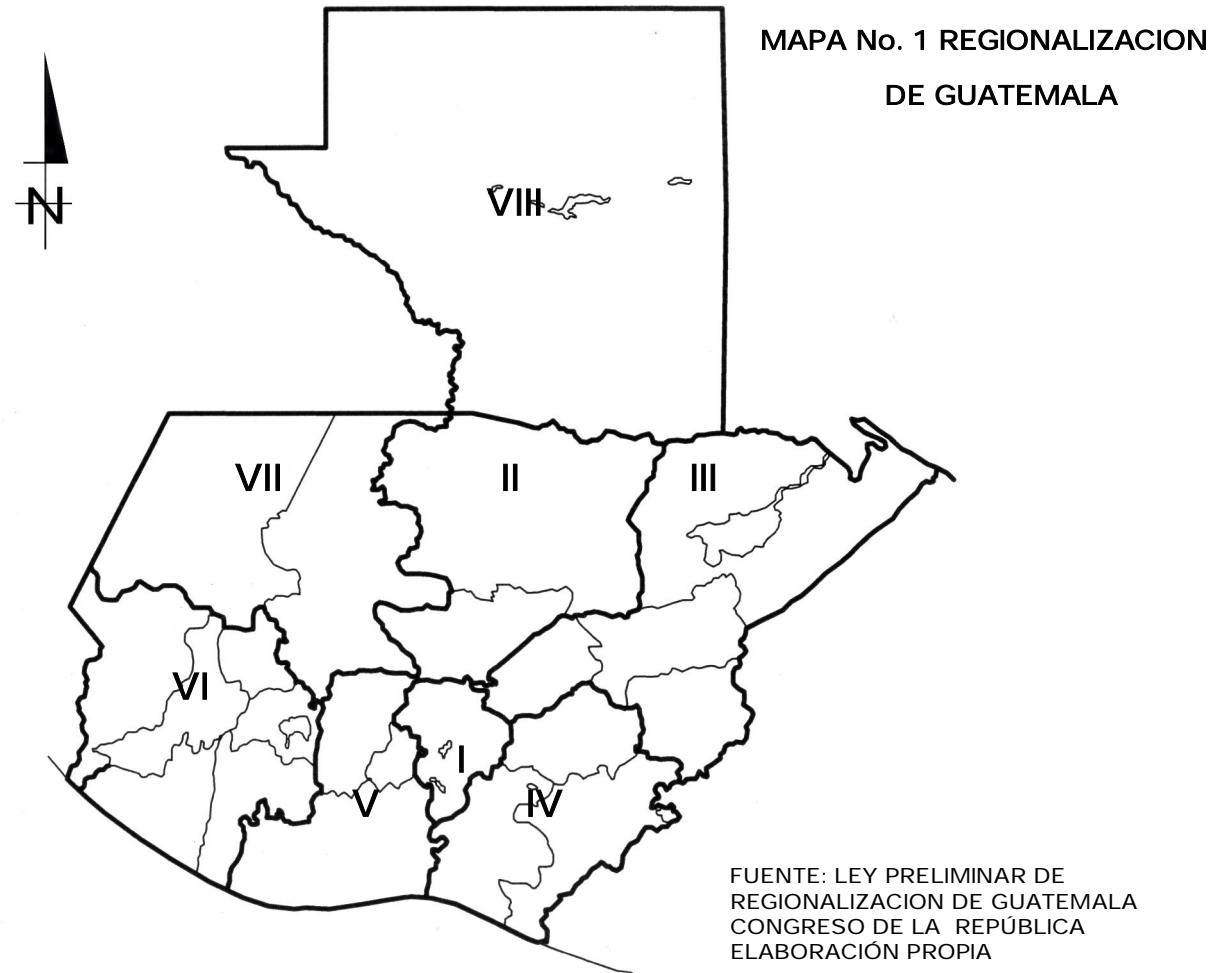 MAPA No. 1 REGIONALIZACION
DE GUATEMALA
N
VIII
VII
II
III
VI
I
V
IV
FUENTE: LEY PRELIMINAR DE
REGIONALIZACION DE GUATEMALA
CONGRESO DE LA REPÚBLICA
ELABORACIÓN PROPIA